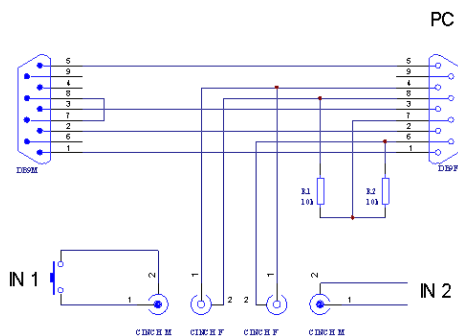 PC
5 5
9 9
4 4
8 8
3 3
7 7
2 2
6 6
1 1
DB9M DB9F
R1 R2
10k 10k
IN 1 2 1 1 2 IN 2
1 2 2 1
CINCH M CINCH F CINCH F CINCH M